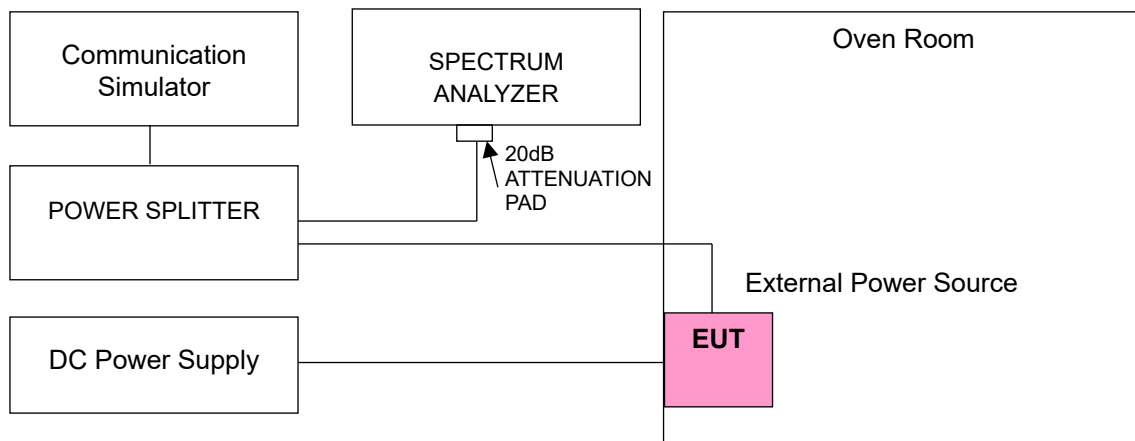 Communication
Simulator
SPECTRUM
ANALYZER
Oven Room
20dB
ATTENUATION
PAD
POWER SPLITTER
External Power Source
EUT
DC Power Supply